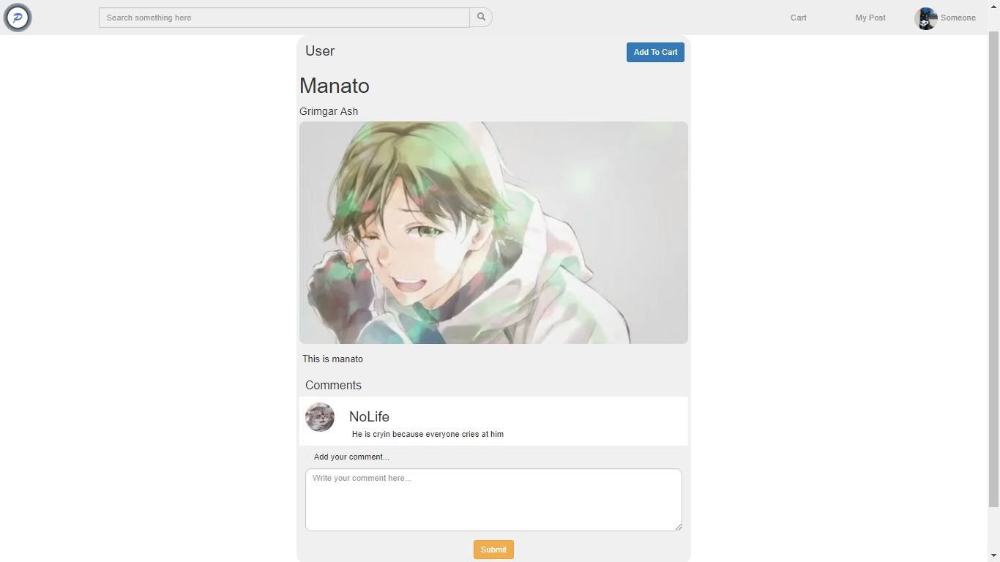 P
Search something here
Cart
My Post
Someone
User
Add To Cart
Manato
Grimgar Ash
This is manato
Comments
NoLife
He is cryin because everyone cries at him
Add your comment...
Write your comment here...
Submit